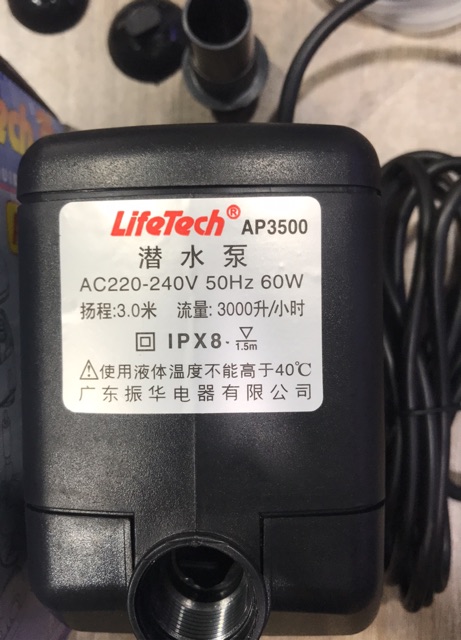 LifeTech® AP3500
潜水泵
AC220-240V 50Hz 60W
扬程:3.0米 流量: 3000升/小时
IPX8 - 1.5m
⚠使用液体温度不能高于40℃
广东振华电器有限公司